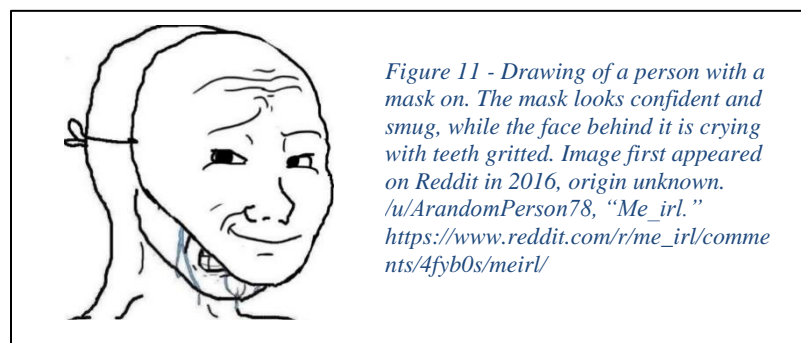 Figure 11 - Drawing of a person with a
mask on. The mask looks confident and
smug, while the face behind it is crying
with teeth gritted. Image first appeared
on Reddit in 2016, origin unknown.
/u/ArandomPerson78, “Me_irl.”
https://www.reddit.com/r/me_irl/comme
nts/4fyb0s/meirl/